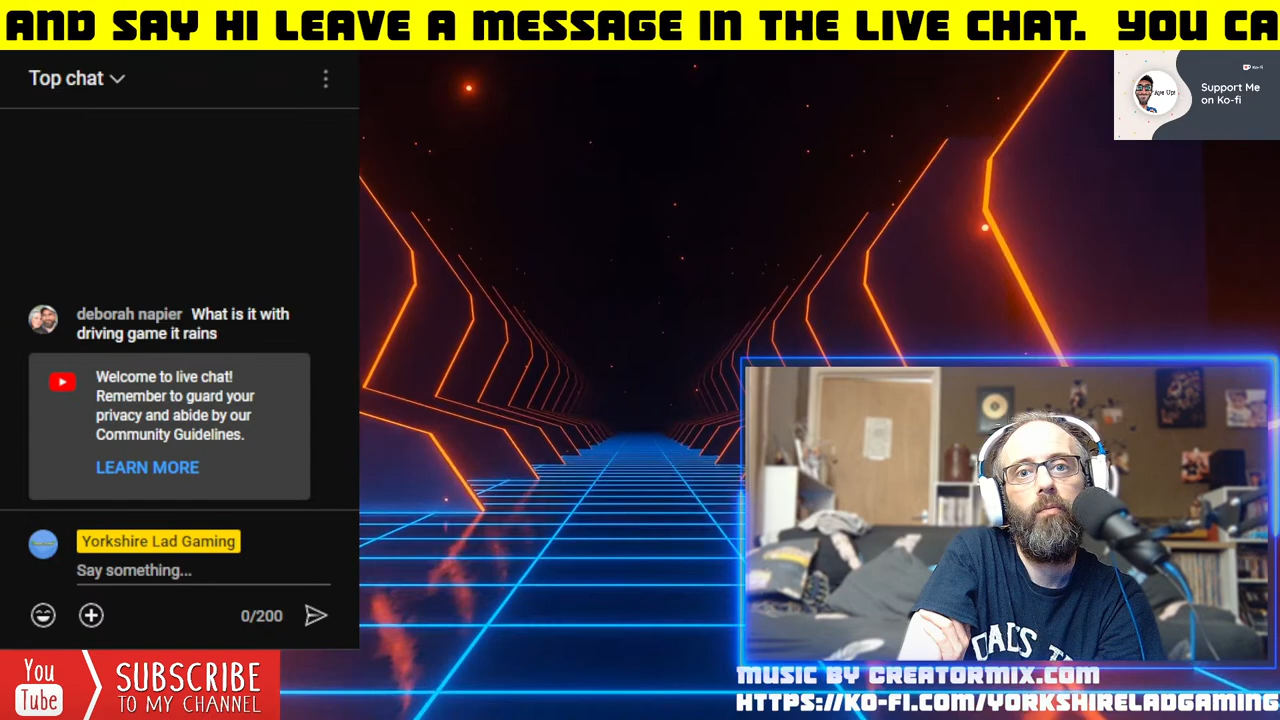 AND SAY HI LEAVE A MESSAGE IN THE LIVE CHAT. YOU CA
Top chat
Support Me
on Ko-fi
Aye Up!
deborah napier What is it with
driving game it rains
Welcome to live chat!
Remember to guard your
privacy and abide by our
Community Guidelines.
LEARN MORE
Yorkshire Lad Gaming
Say something...
0/200
You
Tube
SUBSCRIBE
TO MY CHANNEL
MUSIC BY CREATORMIX.COM
HTTPS://KO-FI.COM/YORKSHIRELADGAMING